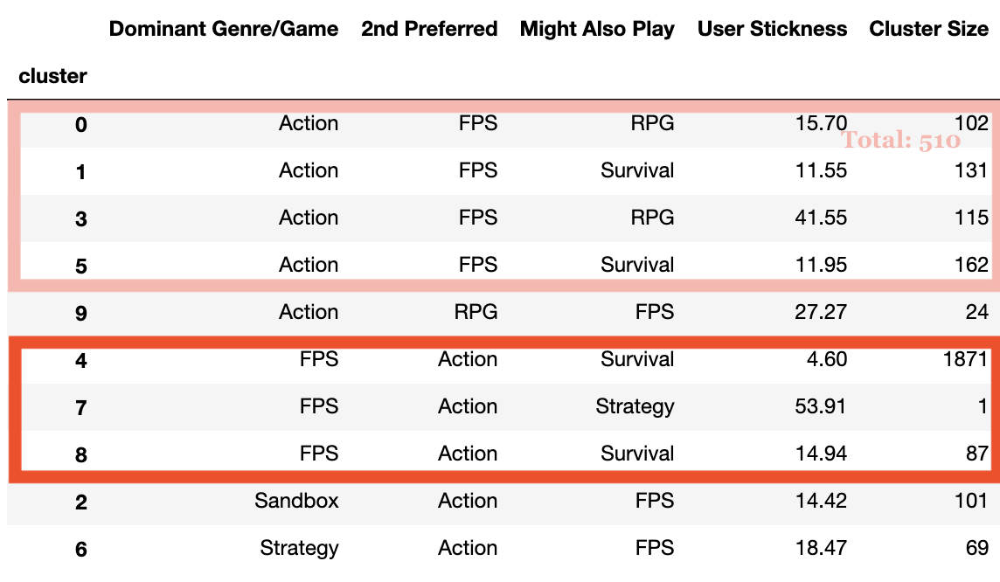 Dominant Genre/Game 2nd Preferred Might Also Play User Stickness Cluster Size
cluster
0 Action FPS RPG 15.70 102
Total: 510
1 Action FPS Survival 11.55 131
3 Action FPS RPG 41.55 115
5 Action FPS Survival 11.95 162
9 Action RPG FPS 27.27 24
4 FPS Action Survival 4.60 1871
7 FPS Action Strategy 53.91 1
8 FPS Action Survival 14.94 87
2 Sandbox Action FPS 14.42 101
6 Strategy Action FPS 18.47 69